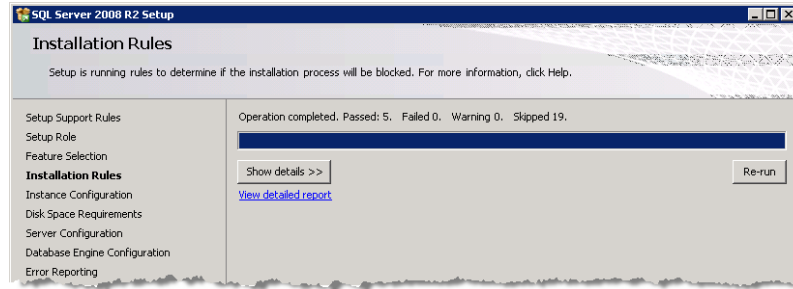 SQL Server 2008 R2 Setup
Installation Rules
Setup is running rules to determine if the installation process will be blocked. For more information, click Help.
Setup Support Rules
Setup Role
Feature Selection
Installation Rules
Instance Configuration
Disk Space Requirements
Server Configuration
Database Engine Configuration
Error Reporting
Operation completed. Passed: 5. Failed 0. Warning 0. Skipped 19.
Show details >>
Re-run
View detailed report